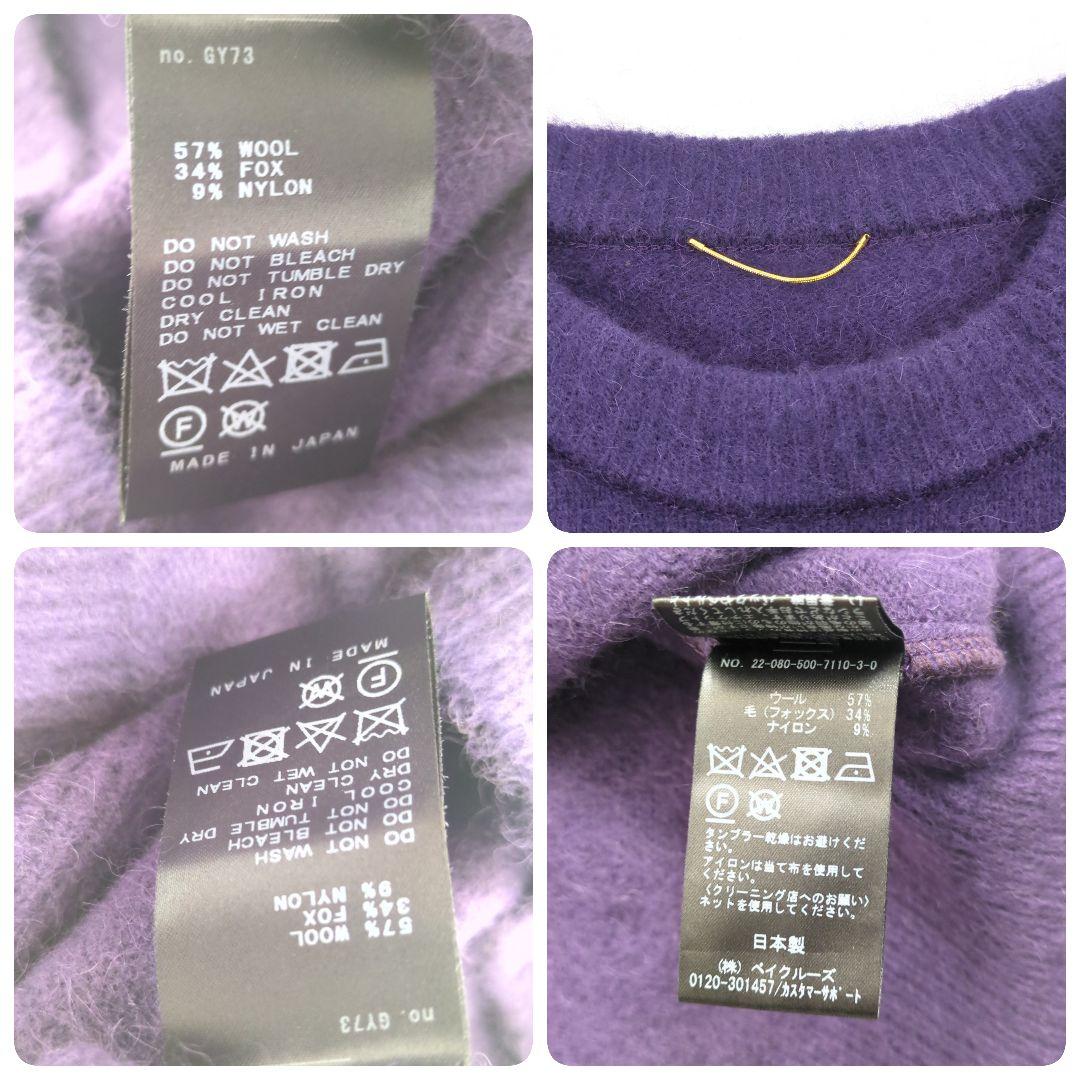 no. GY73
57% WOOL
34% FOX
9% NYLON
DO NOT WASH
DO NOT BLEACH
DO NOT TUMBLE DRY
COOL IRON
DRY CLEAN
DO NOT WET CLEAN
F
W
MADE IN JAPAN
no. GY73
57% WOOL
34% FOX
9% NYLON
DO NOT WASH
DO NOT BLEACH
DO NOT TUMBLE DRY
COOL IRON
DRY CLEAN
DO NOT WET CLEAN
F
W
MADE IN JAPAN
NO. 22-080-500-7110-3-0
ウール 57%
毛(フォックス) 34%
ナイロン 9%
F
W
タンブラー乾燥はお避けくだ
さい。
アイロンは当て布を使用して
ください。
〈クリーニング店へのお願い〉
ネットを使用してください。
日本製
(株) ベイクルーズ
0120-301457/カスタマーサポート